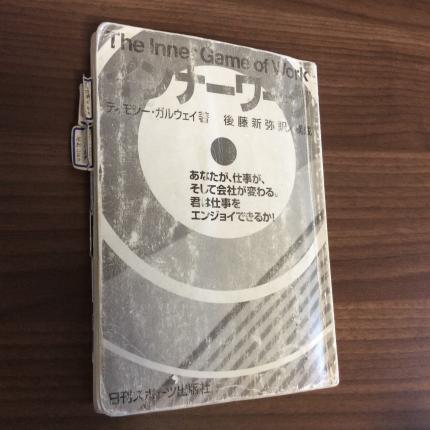 The Inner Game of Work
ンナーワー
ティモシー・ガルウェイ著 後藤新弥訳
あなたが、仕事が、
そして会社が変わる。
君は仕事を
エンジョイできるか!
日刊スポーツ出版社